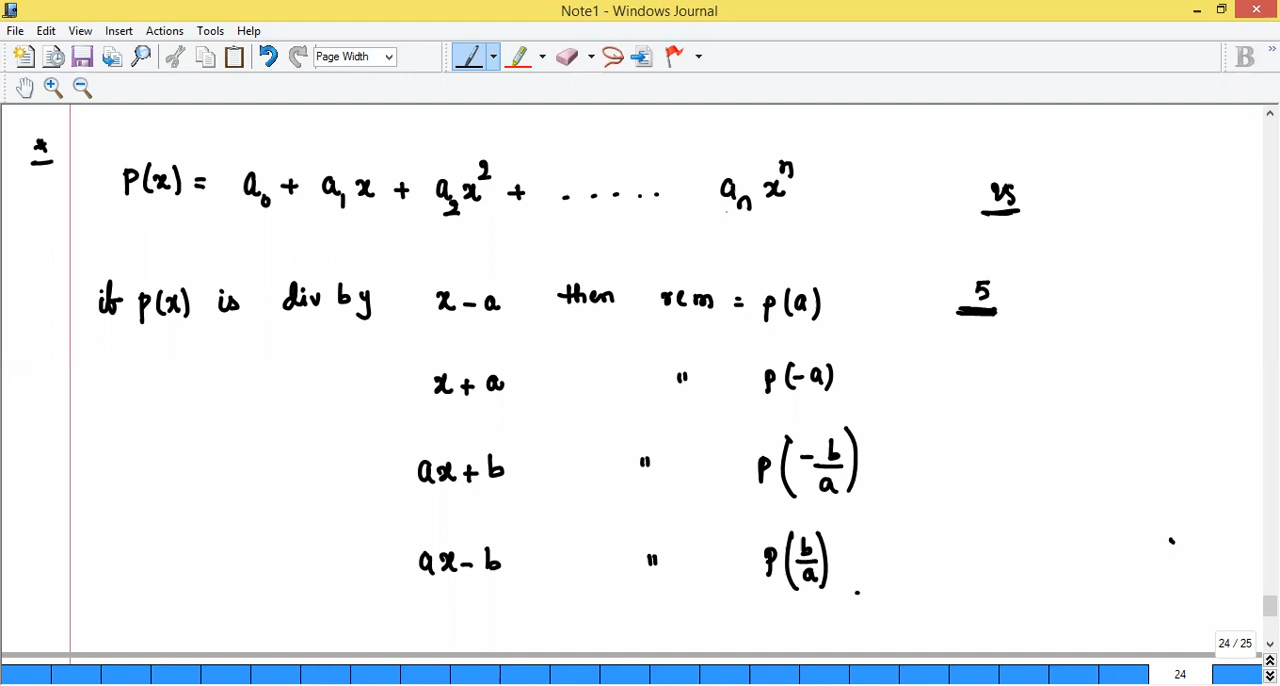 Note1 - Windows Journal
File Edit View Insert Actions Tools Help
Page Width
B
*
P(x) = a₀ + a₁x + a₂x² + ..... aₙxⁿ
if p(x) is div by x - a then rem = p(a) 5
x + a " p(-a)
ax + b " p(-b/a)
ax - b " p(b/a)
24 / 25
24